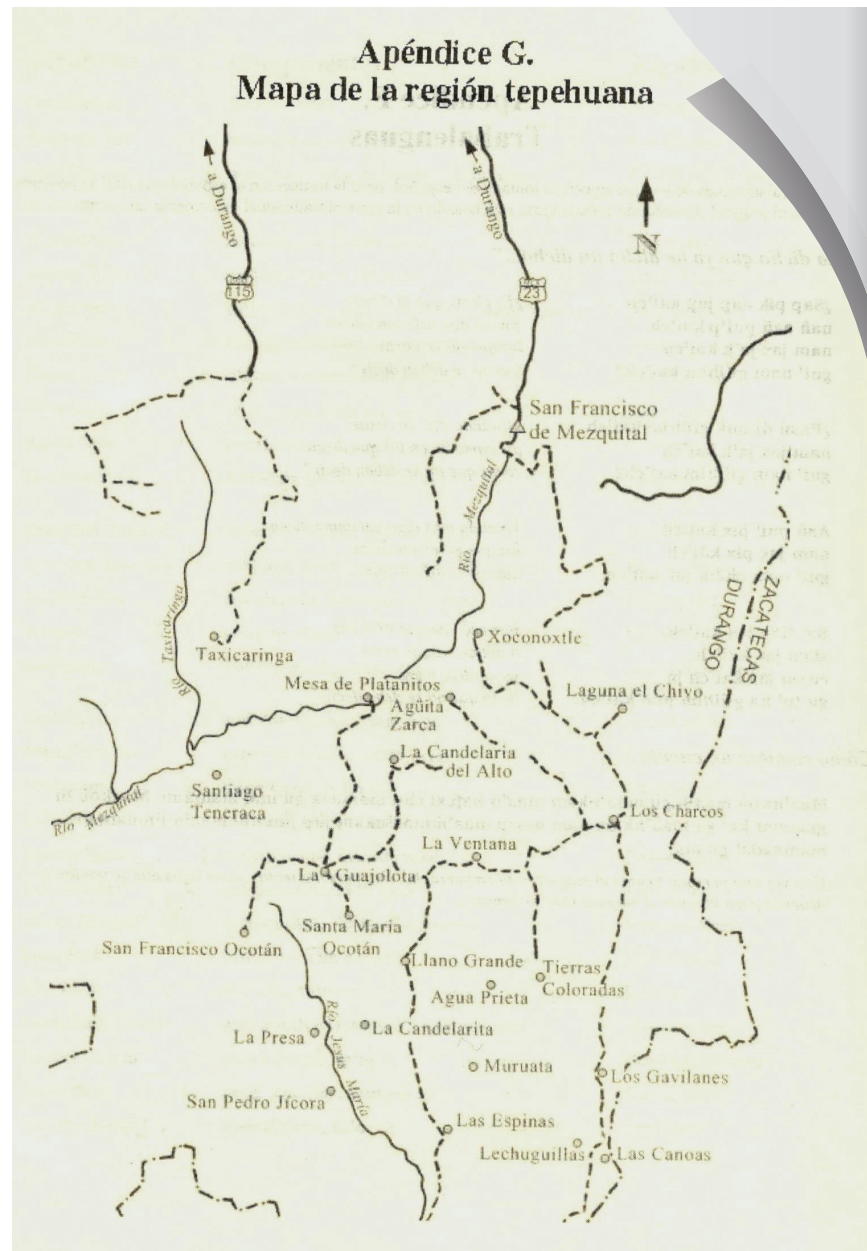 Apéndice G.
Mapa de la región tepehuana
a Durango
a Durango
N
115
23
San Francisco
de Mezquital
Río Mezquital
ZACATECAS
DURANGO
Río Taxicaringa
Taxicaringa
Xoconoxtle
Mesa de Platanitos
Agüita
Zarca
Laguna el Chivo
La Candelaria
del Alto
Santiago
Teneraca
Río Mezquital
Los Charcos
La Ventana
La Guajolota
Santa María
Ocotán
San Francisco Ocotán
Llano Grande
Tierras
Coloradas
Agua Prieta
Río Jesús María
La Presa
La Candelarita
Muruata
Los Gavilanes
San Pedro Jícora
Las Espinas
Lechuguillas
Las Canoas